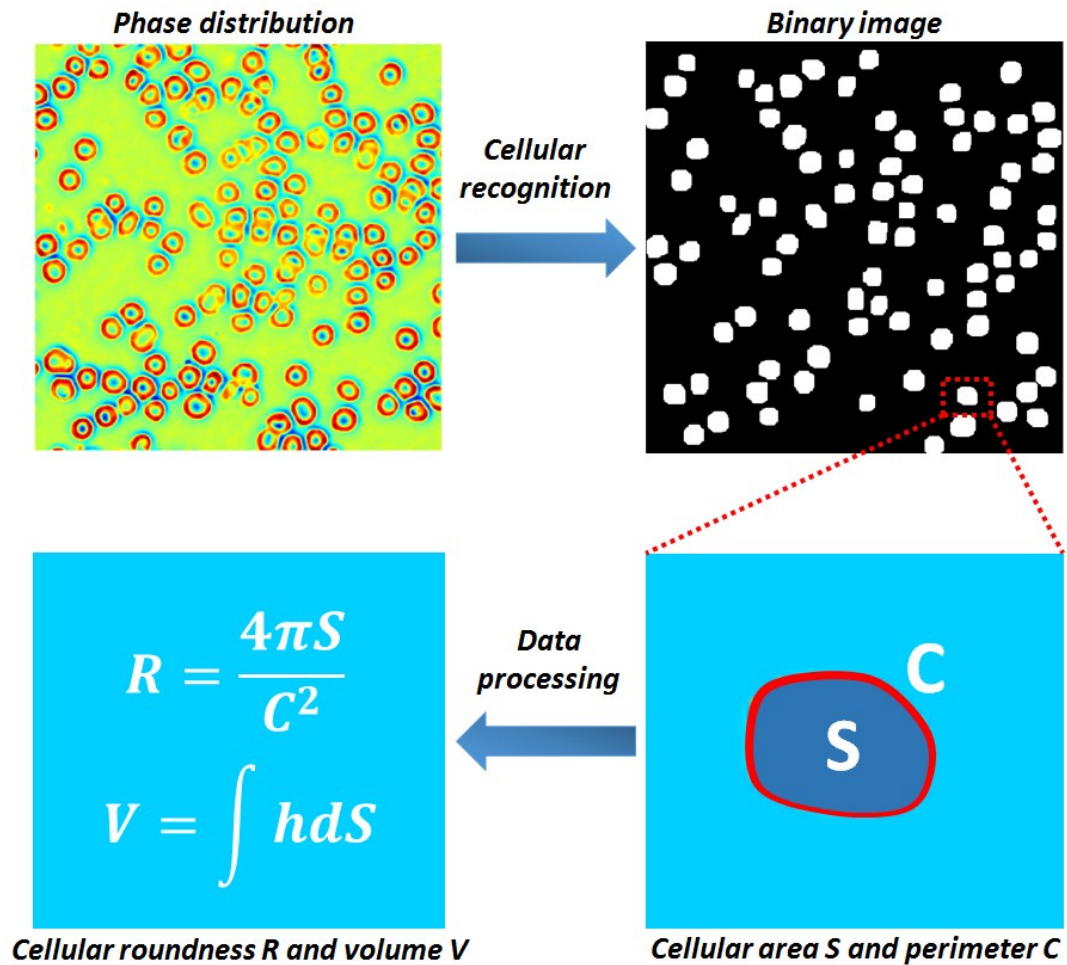 Phase distribution
Binary image
Cellular
recognition
R = 4πS / C²
V = ∫ hdS
Data
processing
C
S
Cellular roundness R and volume V
Cellular area S and perimeter C